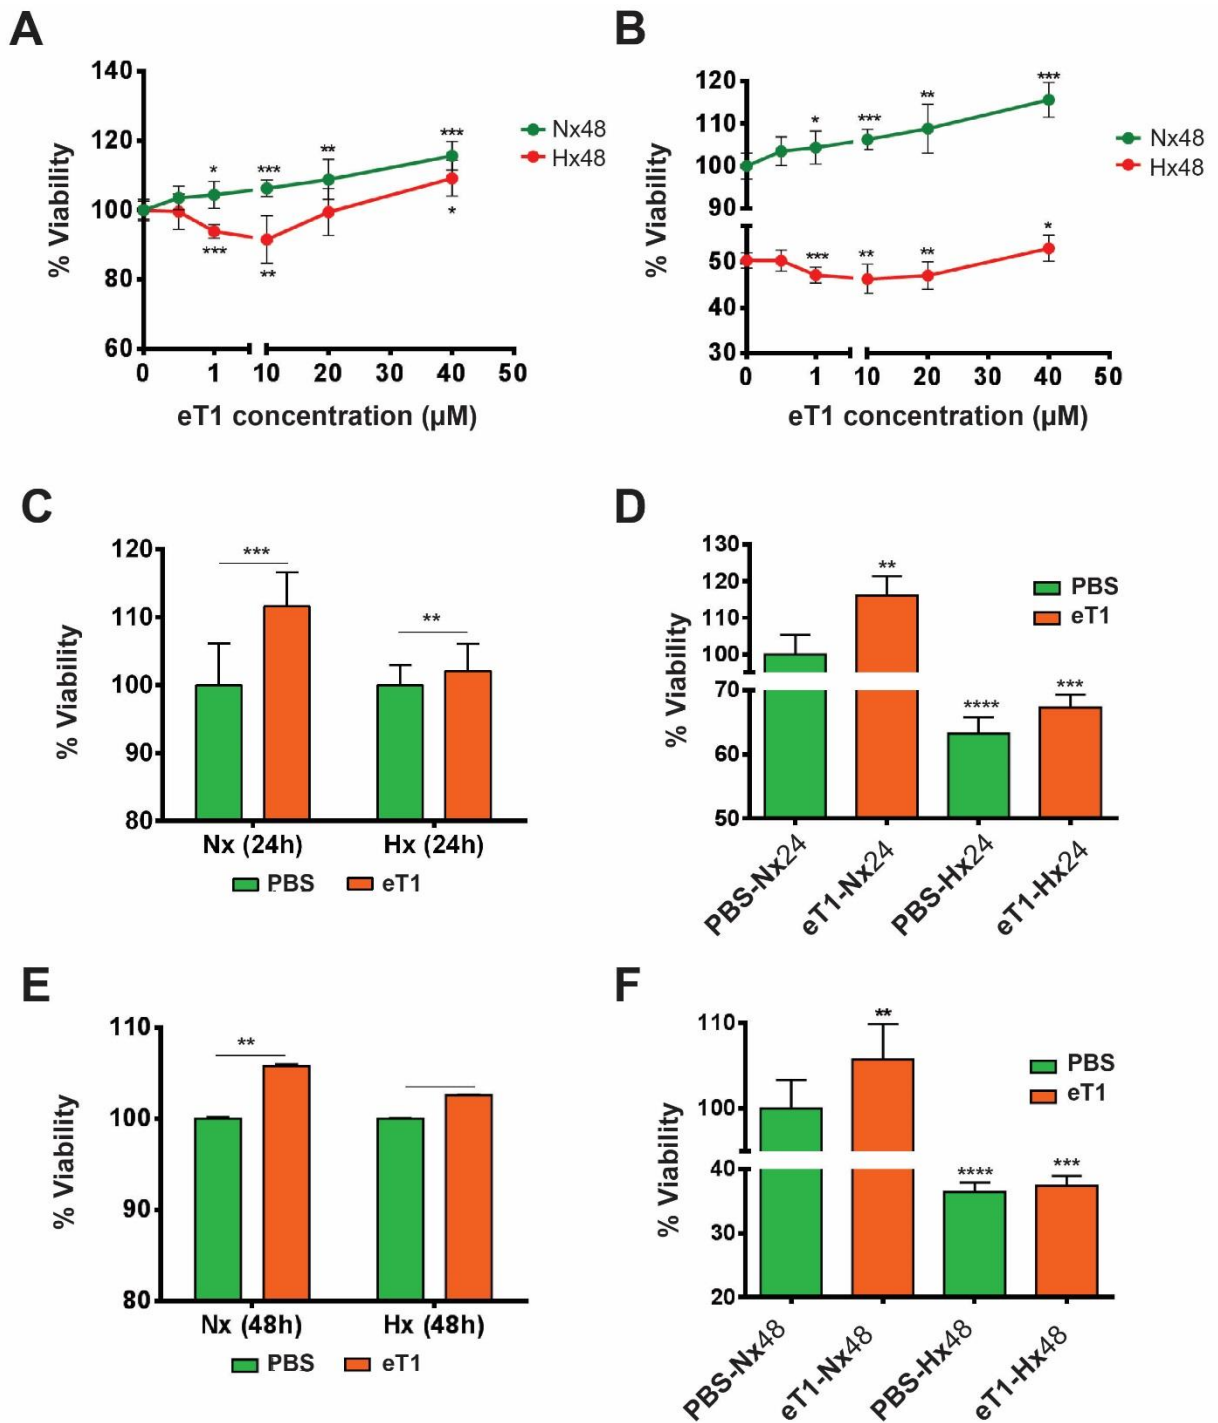 A
B
% Viability
140
120
100
80
60
* *** ** ***
*** ** *
0 1 10 20 30 40 50
eT1 concentration (µM)
Nx48
Hx48
% Viability
120
110
100
90
50
40
30
* *** ** ***
*** ** ** *
0 1 10 20 30 40 50
eT1 concentration (µM)
Nx48
Hx48
C
D
% Viability
120
110
100
90
80
***
**
Nx (24h) Hx (24h)
PBS eT1
% Viability
130
120
110
100
70
60
50
**
****
***
PBS
eT1
PBS-Nx24
eT1-Nx24
PBS-Hx24
eT1-Hx24
E
F
% Viability
110
100
90
80
**
Nx (48h) Hx (48h)
PBS eT1
% Viability
110
100
40
30
20
**
****
***
PBS
eT1
PBS-Nx48
eT1-Nx48
PBS-Hx48
eT1-Hx48